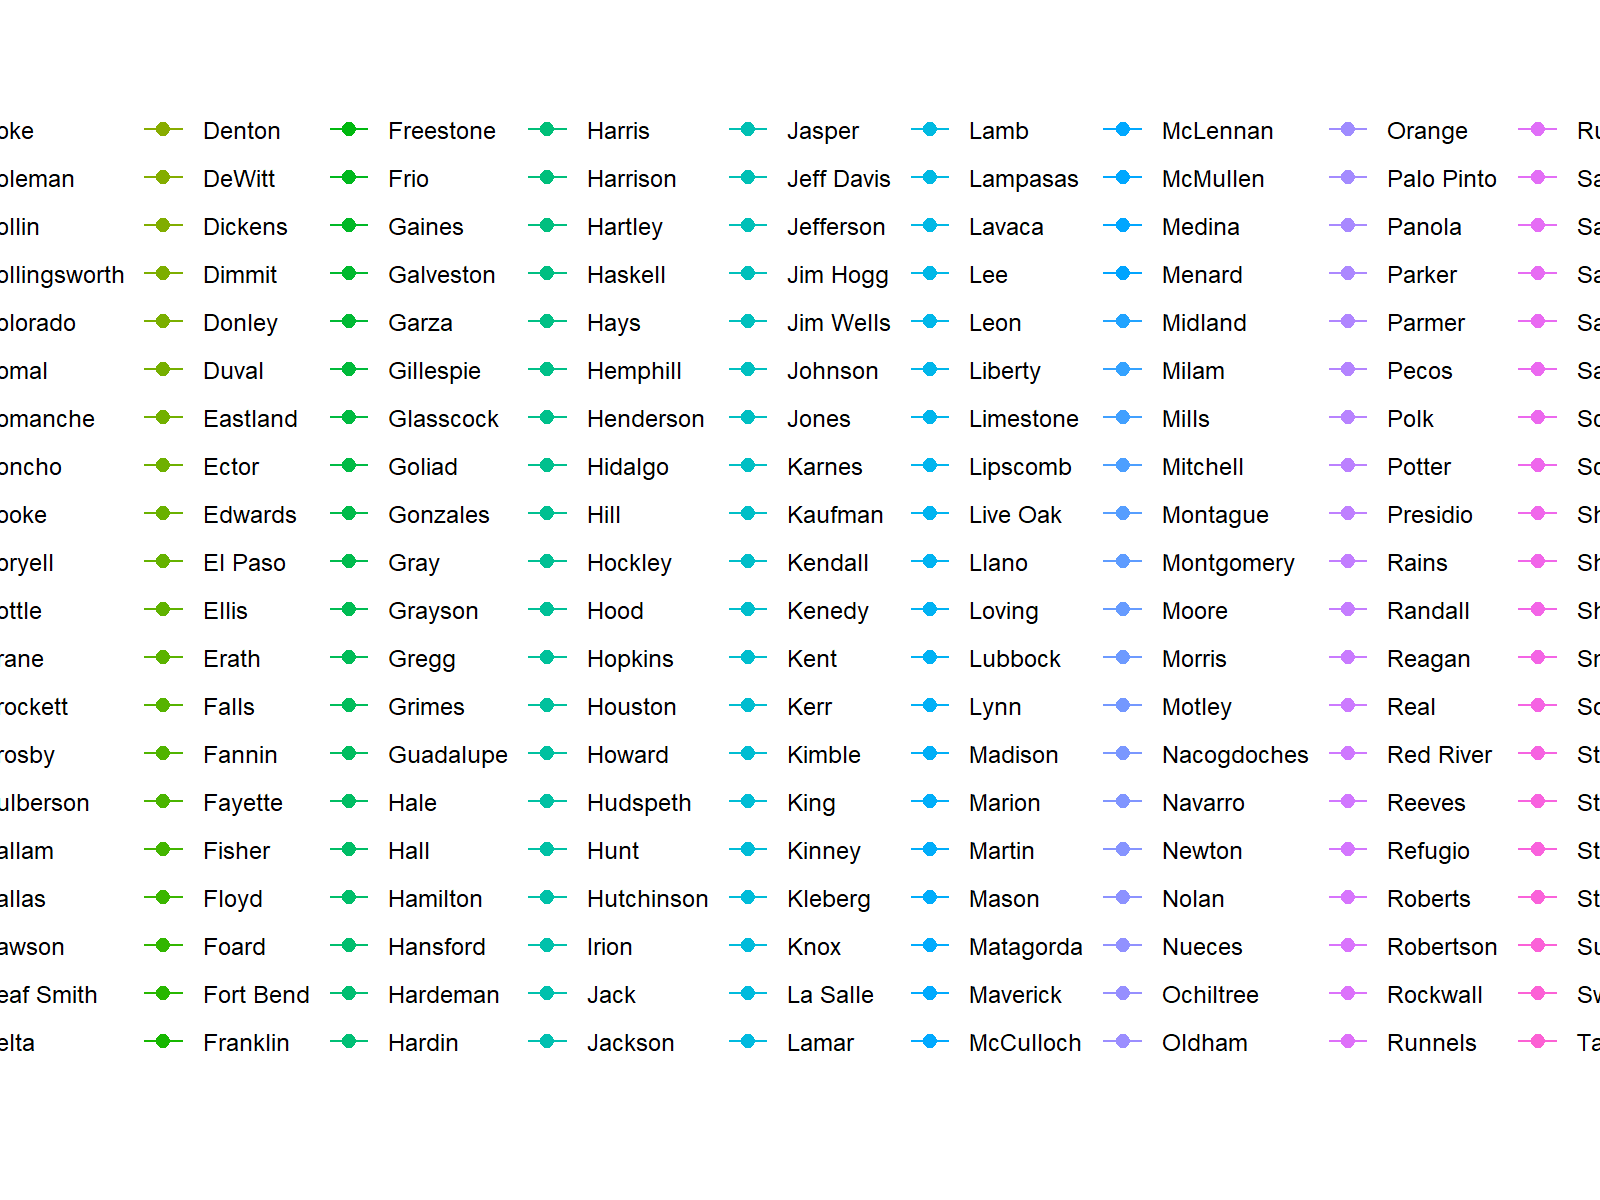 oke Denton Freestone Harris Jasper Lamb McLennan Orange Ru
oleman DeWitt Frio Harrison Jeff Davis Lampasas McMullen Palo Pinto Sa
ollin Dickens Gaines Hartley Jefferson Lavaca Medina Panola Sa
ollingsworth Dimmit Galveston Haskell Jim Hogg Lee Menard Parker Sa
olorado Donley Garza Hays Jim Wells Leon Midland Parmer Sa
omal Duval Gillespie Hemphill Johnson Liberty Milam Pecos Sa
omanche Eastland Glasscock Henderson Jones Limestone Mills Polk Sc
oncho Ector Goliad Hidalgo Karnes Lipscomb Mitchell Potter Sc
ooke Edwards Gonzales Hill Kaufman Live Oak Montague Presidio Sh
oryell El Paso Gray Hockley Kendall Llano Montgomery Rains Sh
ottle Ellis Grayson Hood Kenedy Loving Moore Randall Sh
rane Erath Gregg Hopkins Kent Lubbock Morris Reagan Sm
rockett Falls Grimes Houston Kerr Lynn Motley Real So
rosby Fannin Guadalupe Howard Kimble Madison Nacogdoches Red River St
ulberson Fayette Hale Hudspeth King Marion Navarro Reeves St
allam Fisher Hall Hunt Kinney Martin Newton Refugio St
allas Floyd Hamilton Hutchinson Kleberg Mason Nolan Roberts St
awson Foard Hansford Irion Knox Matagorda Nueces Robertson Su
eaf Smith Fort Bend Hardeman Jack La Salle Maverick Ochiltree Rockwall Sw
elta Franklin Hardin Jackson Lamar McCulloch Oldham Runnels Ta